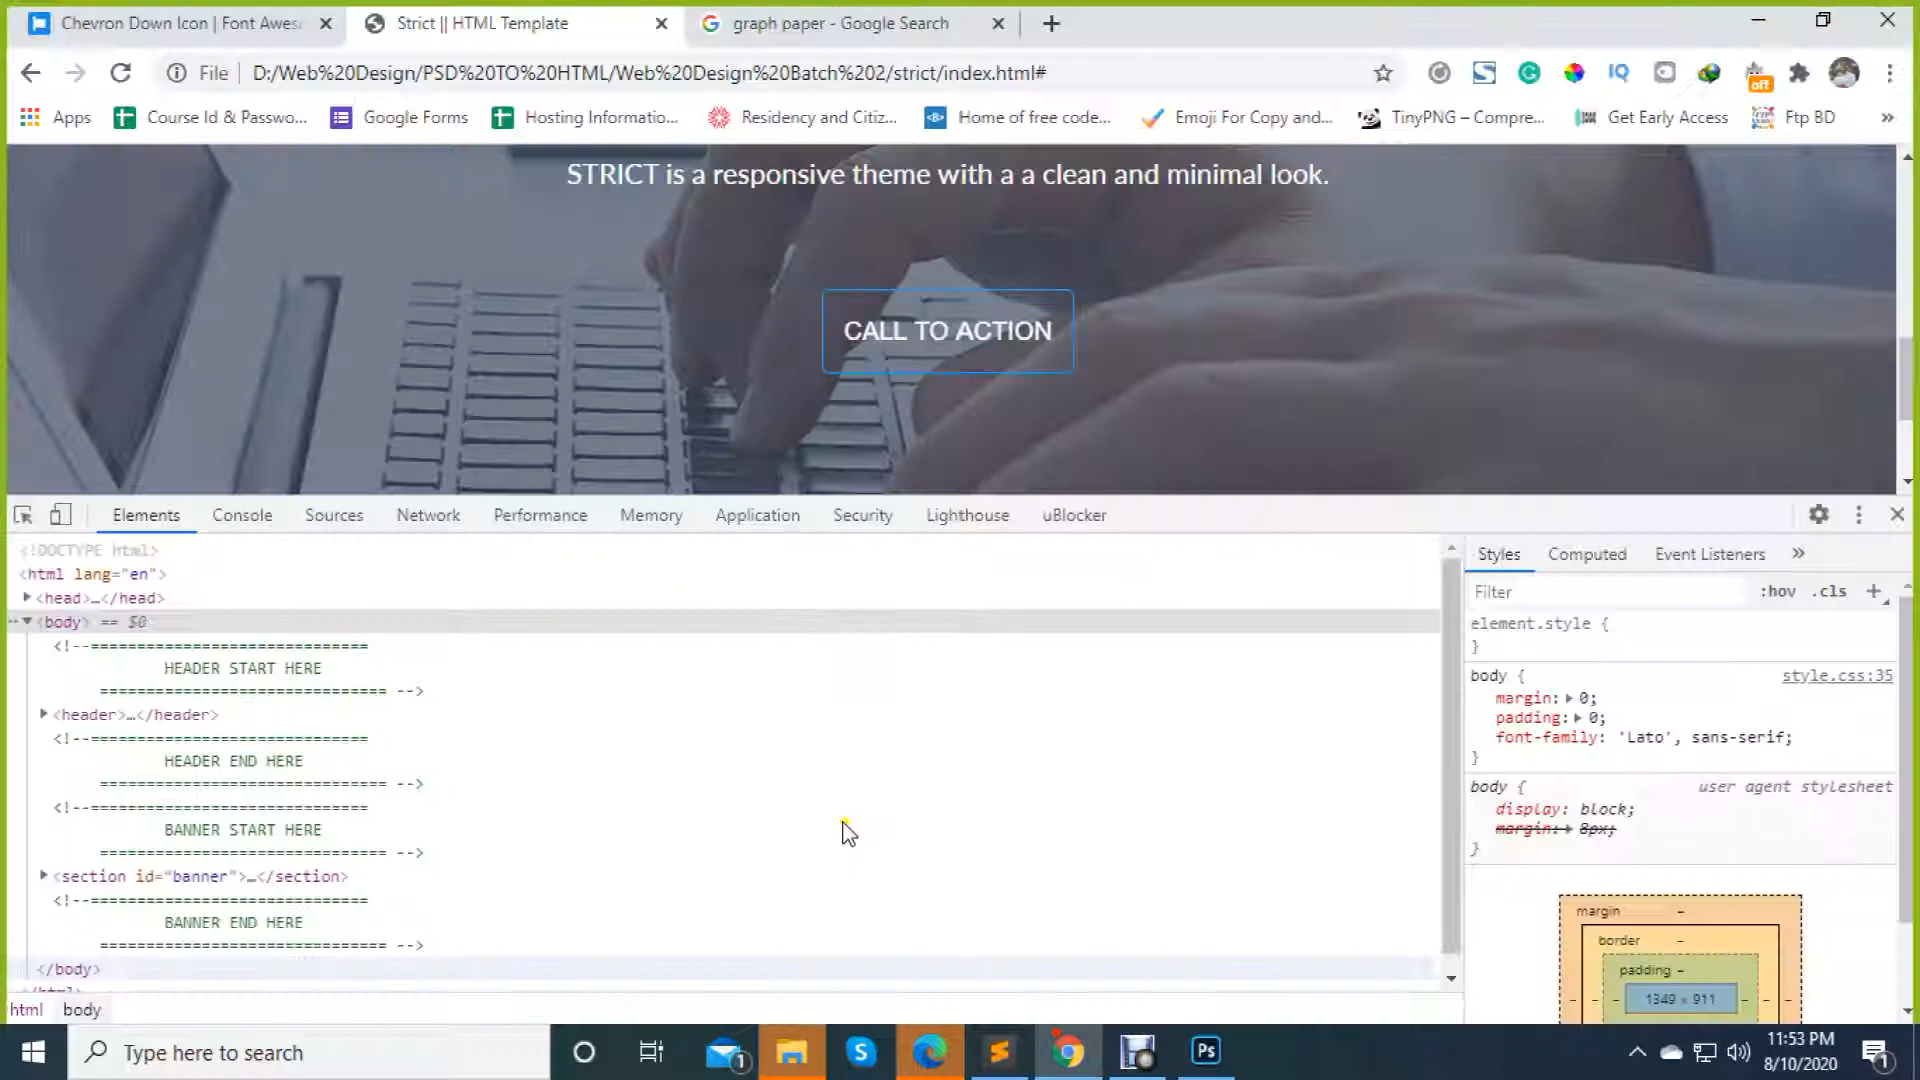 Chevron Down Icon | Font Awes
Strict || HTML Template
graph paper - Google Search
File
D:/Web%20Design/PSD%20TO%20HTML/Web%20Design%20Batch%202/strict/index.html#
IQ
off
Apps
Course Id & Passwo...
Google Forms
Hosting Informatio...
Residency and Citiz...
Home of free code...
Emoji For Copy and...
TinyPNG – Compre...
Get Early Access
Ftp BD
»
STRICT is a responsive theme with a a clean and minimal look.
CALL TO ACTION
Elements
Console
Sources
Network
Performance
Memory
Application
Security
Lighthouse
uBlocker
<!DOCTYPE html>
<html lang="en">
<head>…</head>
<body> == $0
<!--==============================
HEADER START HERE
=============================== -->
<header>…</header>
<!--==============================
HEADER END HERE
=============================== -->
<!--==============================
BANNER START HERE
=============================== -->
<section id="banner">…</section>
<!--==============================
BANNER END HERE
=============================== -->
</body>
html
body
Styles
Computed
Event Listeners
»
Filter
:hov
.cls
+
element.style {
}
body {
style.css:35
margin: 0;
padding: 0;
font-family: 'Lato', sans-serif;
}
body {
user agent stylesheet
display: block;
margin: 8px;
}
margin
–
border
–
padding
–
1349 × 911
Type here to search
1
Ps
11:53 PM
8/10/2020
1